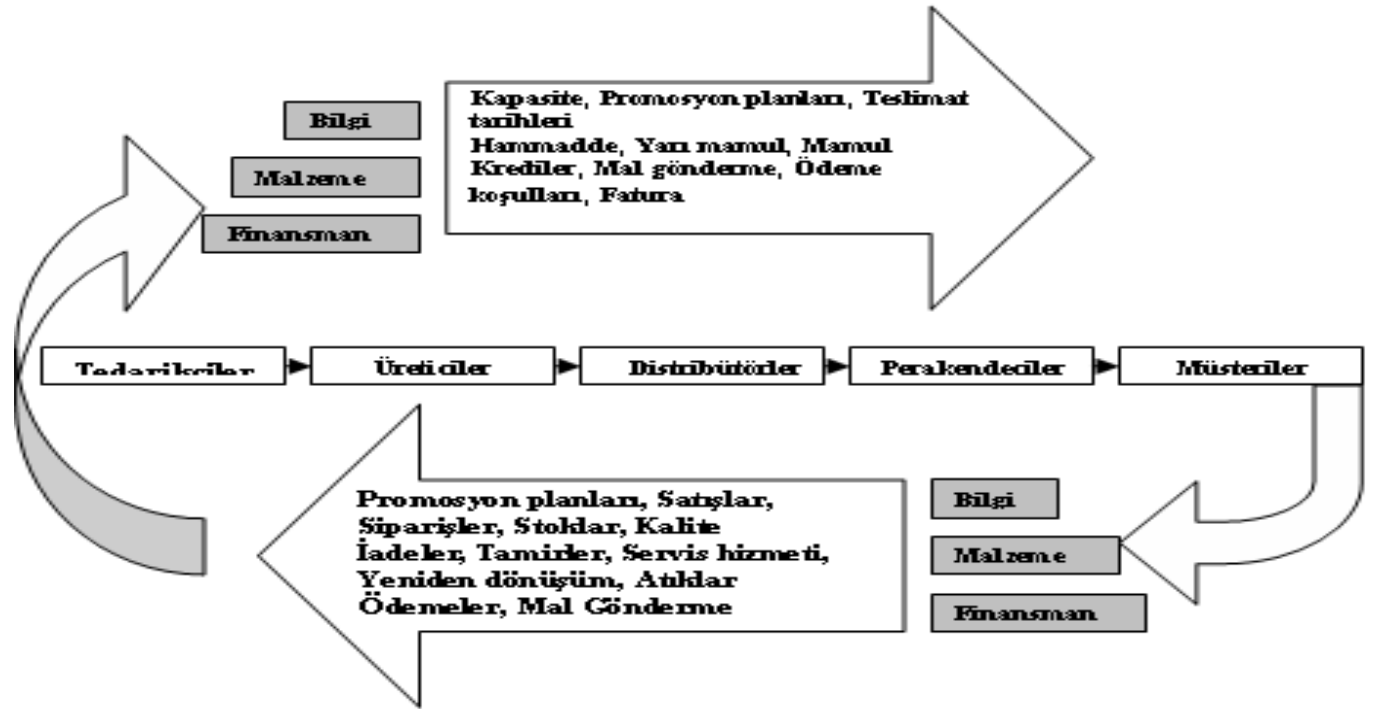 Bilgi
Malzeme
Finansman
Kapasite, Promosyon planları, Teslimat
tarihleri
Hammadde, Yarı mamul, Mamul
Krediler, Mal gönderme, Ödeme
koşulları, Fatura
Tedarikciler
Üreticiler
Distribütörler
Perakendeciler
Müsteriler
Promosyon planları, Satışlar,
Siparişler, Stoklar, Kalite
İadeler, Tamirler, Servis hizmeti,
Yeniden dönüşüm, Atıklar
Ödemeler, Mal Gönderme
Bilgi
Malzeme
Finansman